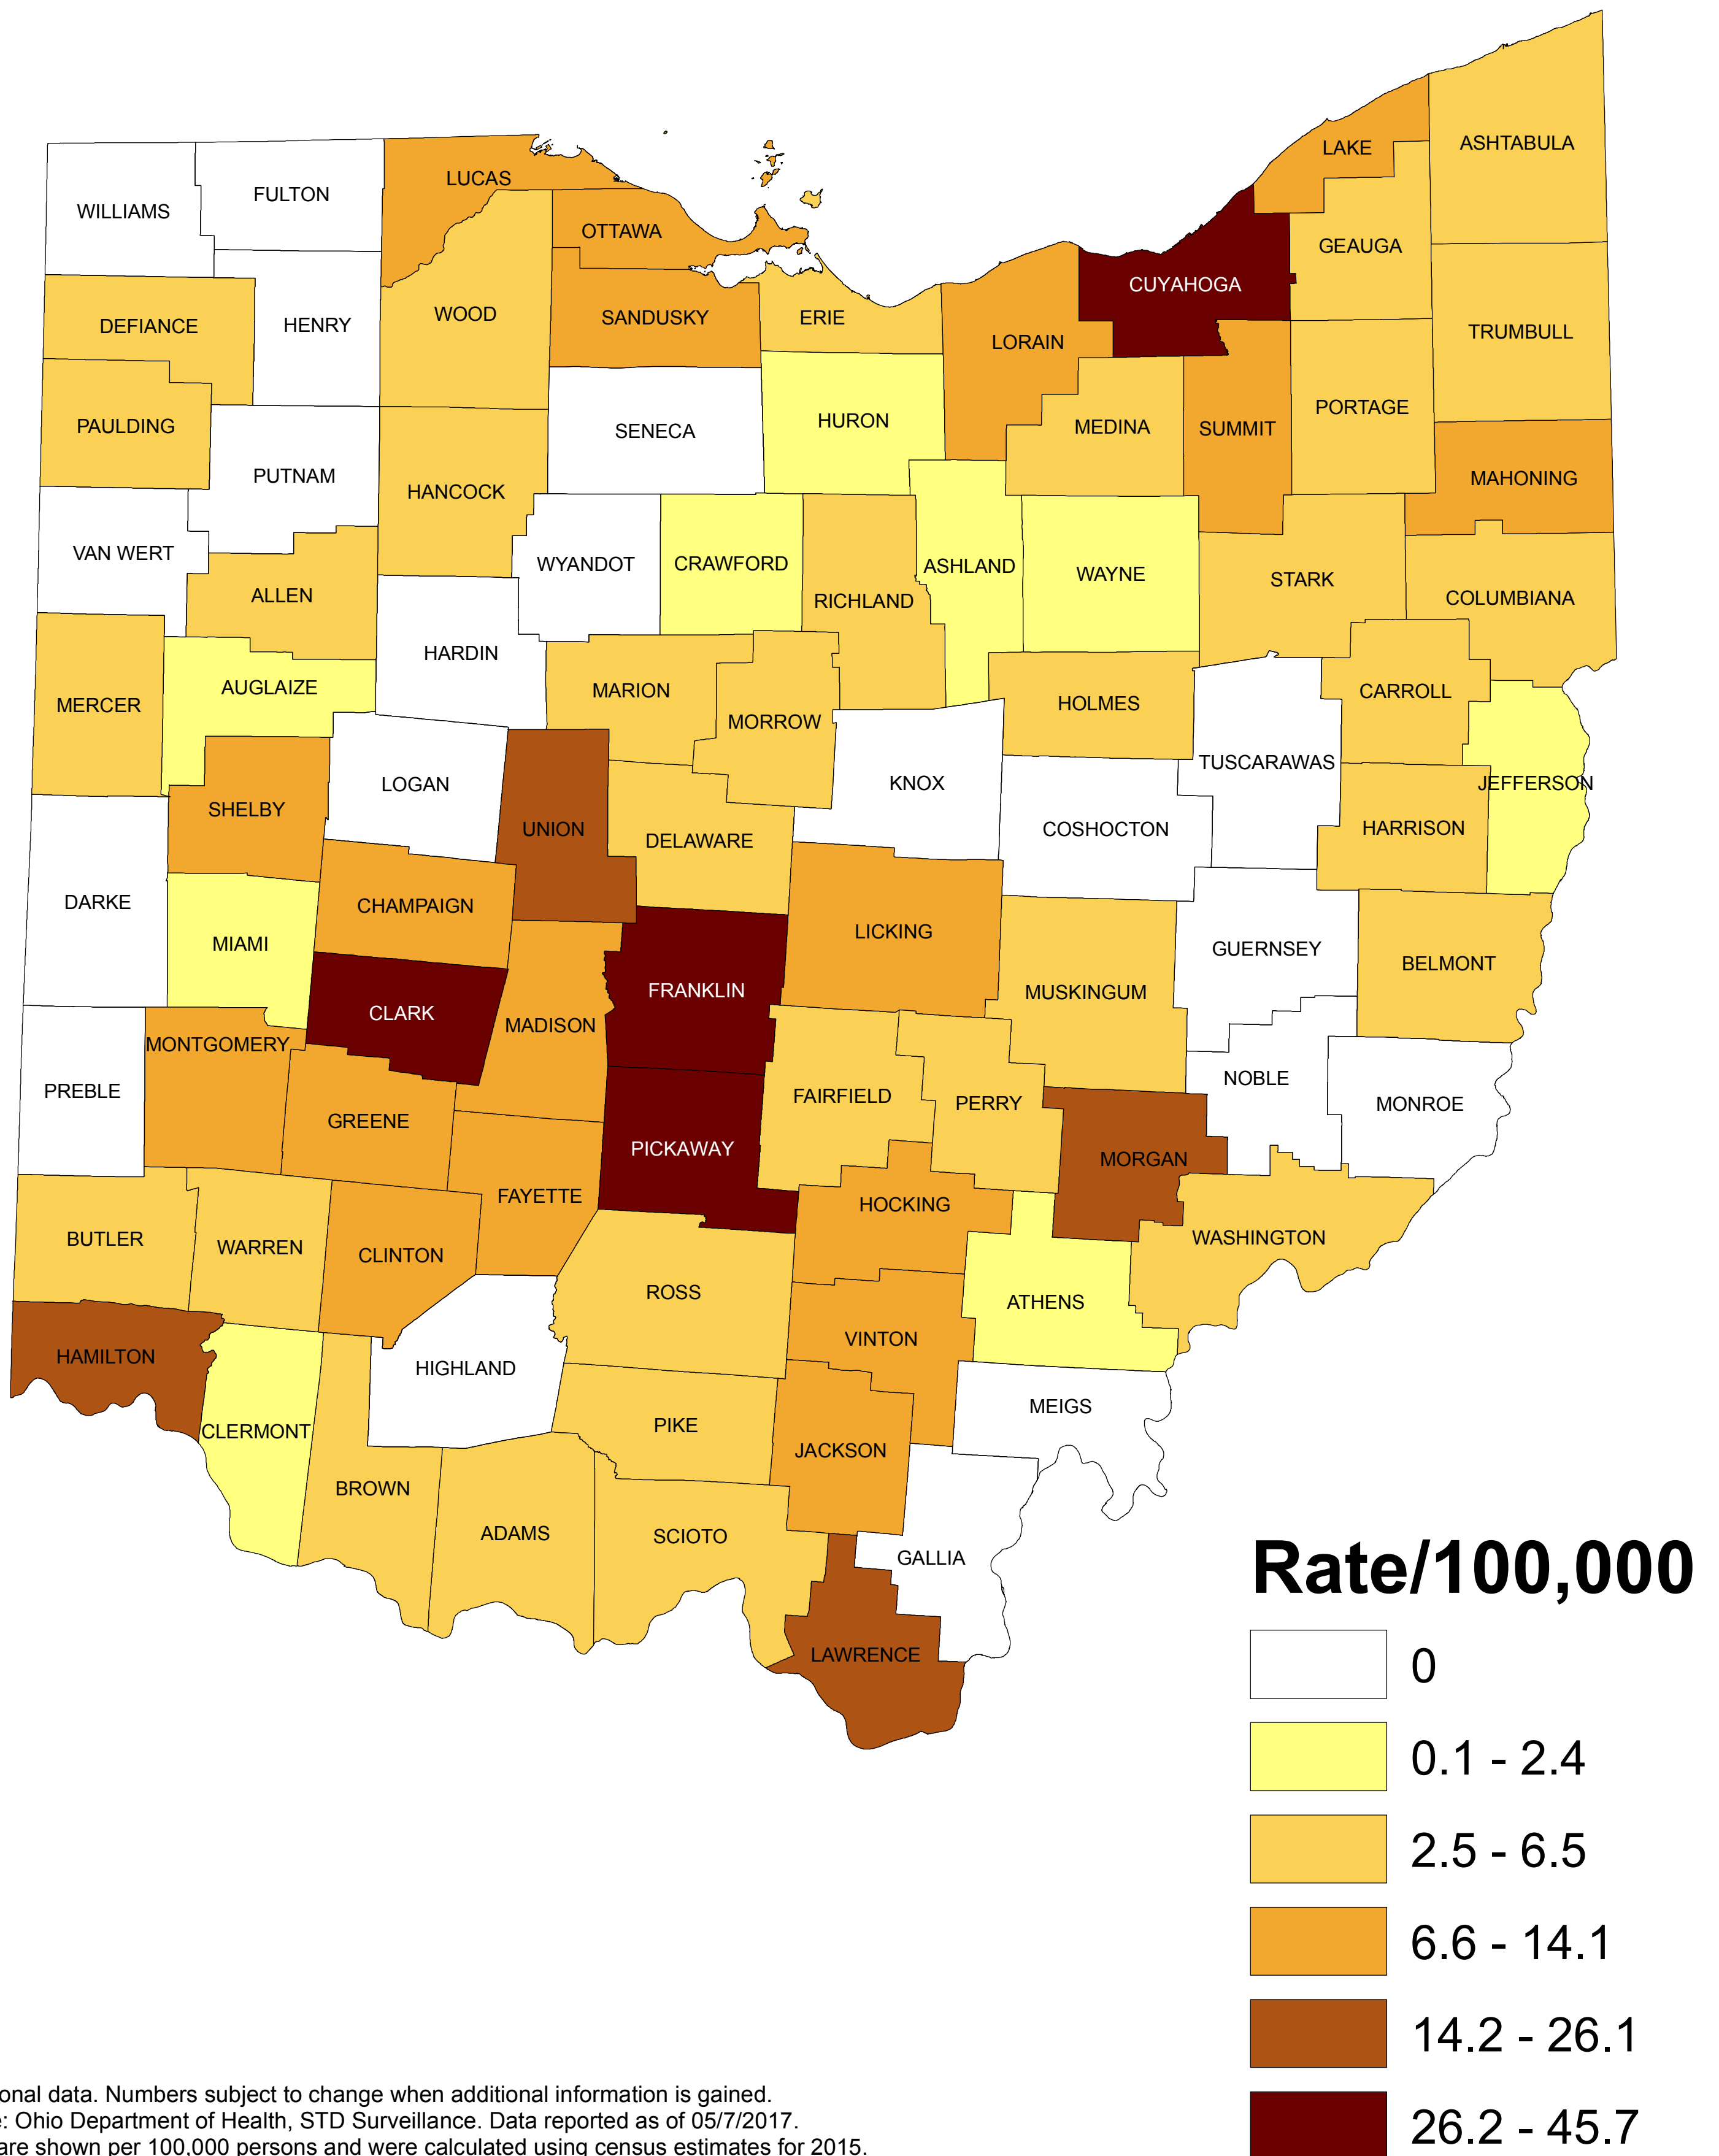 ASHTABULA
LAKE
LUCAS
FULTON
WILLIAMS
OTTAWA
GEAUGA
CUYAHOGA
WOOD
SANDUSKY
ERIE
HENRY
DEFIANCE
TRUMBULL
LORAIN
PORTAGE
HURON
PAULDING
MEDINA
SUMMIT
SENECA
PUTNAM
MAHONING
HANCOCK
VAN WERT
WYANDOT
CRAWFORD
ASHLAND
WAYNE
STARK
ALLEN
COLUMBIANA
RICHLAND
HARDIN
AUGLAIZE
MARION
CARROLL
MERCER
HOLMES
MORROW
TUSCARAWAS
LOGAN
KNOX
JEFFERSON
SHELBY
UNION
COSHOCTON
HARRISON
DELAWARE
DARKE
CHAMPAIGN
LICKING
MIAMI
GUERNSEY
BELMONT
FRANKLIN
MUSKINGUM
CLARK
MADISON
MONTGOMERY
NOBLE
PREBLE
FAIRFIELD
PERRY
MONROE
GREENE
PICKAWAY
MORGAN
FAYETTE
HOCKING
WASHINGTON
BUTLER
WARREN
CLINTON
ROSS
ATHENS
VINTON
HAMILTON
HIGHLAND
MEIGS
PIKE
CLERMONT
JACKSON
BROWN
ADAMS
SCIOTO
GALLIA
LAWRENCE
Rate/100,000
0
0.1 - 2.4
2.5 - 6.5
6.6 - 14.1
14.2 - 26.1
26.2 - 45.7
onal data. Numbers subject to change when additional information is gained.
: Ohio Department of Health, STD Surveillance. Data reported as of 05/7/2017.
are shown per 100,000 persons and were calculated using census estimates for 2015.